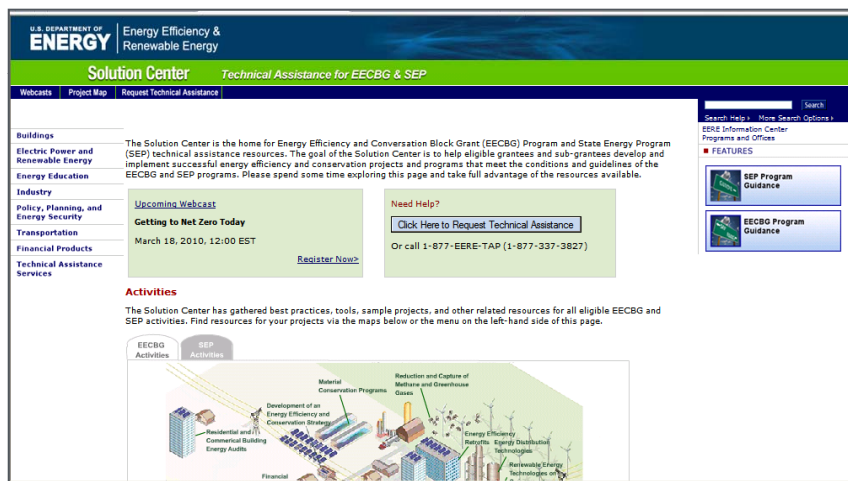 U.S. DEPARTMENT OF
ENERGY
Energy Efficiency &
Renewable Energy
Solution Center
Technical Assistance for EECBG & SEP
Webcasts
Project Map
Request Technical Assistance
Search
Search Help
More Search Options
EERE Information Center
Programs and Offices
FEATURES
SEP Program
Guidance
EECBG Program
Guidance
Buildings
Electric Power and
Renewable Energy
Energy Education
Industry
Policy, Planning, and
Energy Security
Transportation
Financial Products
Technical Assistance
Services
The Solution Center is the home for Energy Efficiency and Conversation Block Grant (EECBG) Program and State Energy Program
(SEP) technical assistance resources. The goal of the Solution Center is to help eligible grantees and sub-grantees develop and
implement successful energy efficiency and conservation projects and programs that meet the conditions and guidelines of the
EECBG and SEP programs. Please spend some time exploring this page and take full advantage of the resources available.
Upcoming Webcast
Getting to Net Zero Today
March 18, 2010, 12:00 EST
Register Now>
Need Help?
Click Here to Request Technical Assistance
Or call 1-877-EERE-TAP (1-877-337-3827)
Activities
The Solution Center has gathered best practices, tools, sample projects, and other related resources for all eligible EECBG and
SEP activities. Find resources for your projects via the maps below or the menu on the left-hand side of this page.
EECBG
Activities
SEP
Activities
Reduction and Capture of
Methane and Greenhouse
Gases
Material
Conservation Programs
Development of an
Energy Efficiency and
Conservation Strategy
Residential and
Commerical Building
Energy Audits
Energy Efficiency
Retrofits
Energy Distribution
Technologies
Renewable Energy
Technologies on
Financial